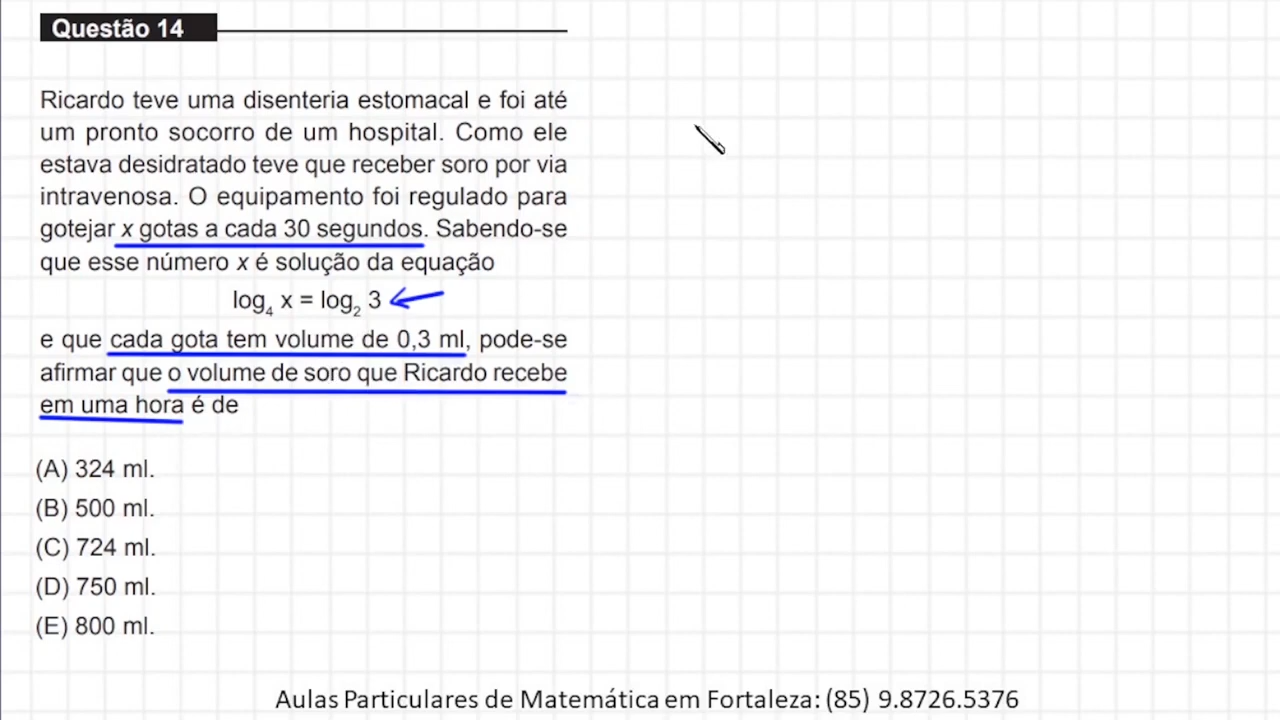 Questão 14
Ricardo teve uma disenteria estomacal e foi até
um pronto socorro de um hospital. Como ele
estava desidratado teve que receber soro por via
intravenosa. O equipamento foi regulado para
gotejar x gotas a cada 30 segundos. Sabendo-se
que esse número x é solução da equação
log₄ x = log₂ 3
e que cada gota tem volume de 0,3 ml, pode-se
afirmar que o volume de soro que Ricardo recebe
em uma hora é de
(A) 324 ml.
(B) 500 ml.
(C) 724 ml.
(D) 750 ml.
(E) 800 ml.
Aulas Particulares de Matemática em Fortaleza: (85) 9.8726.5376